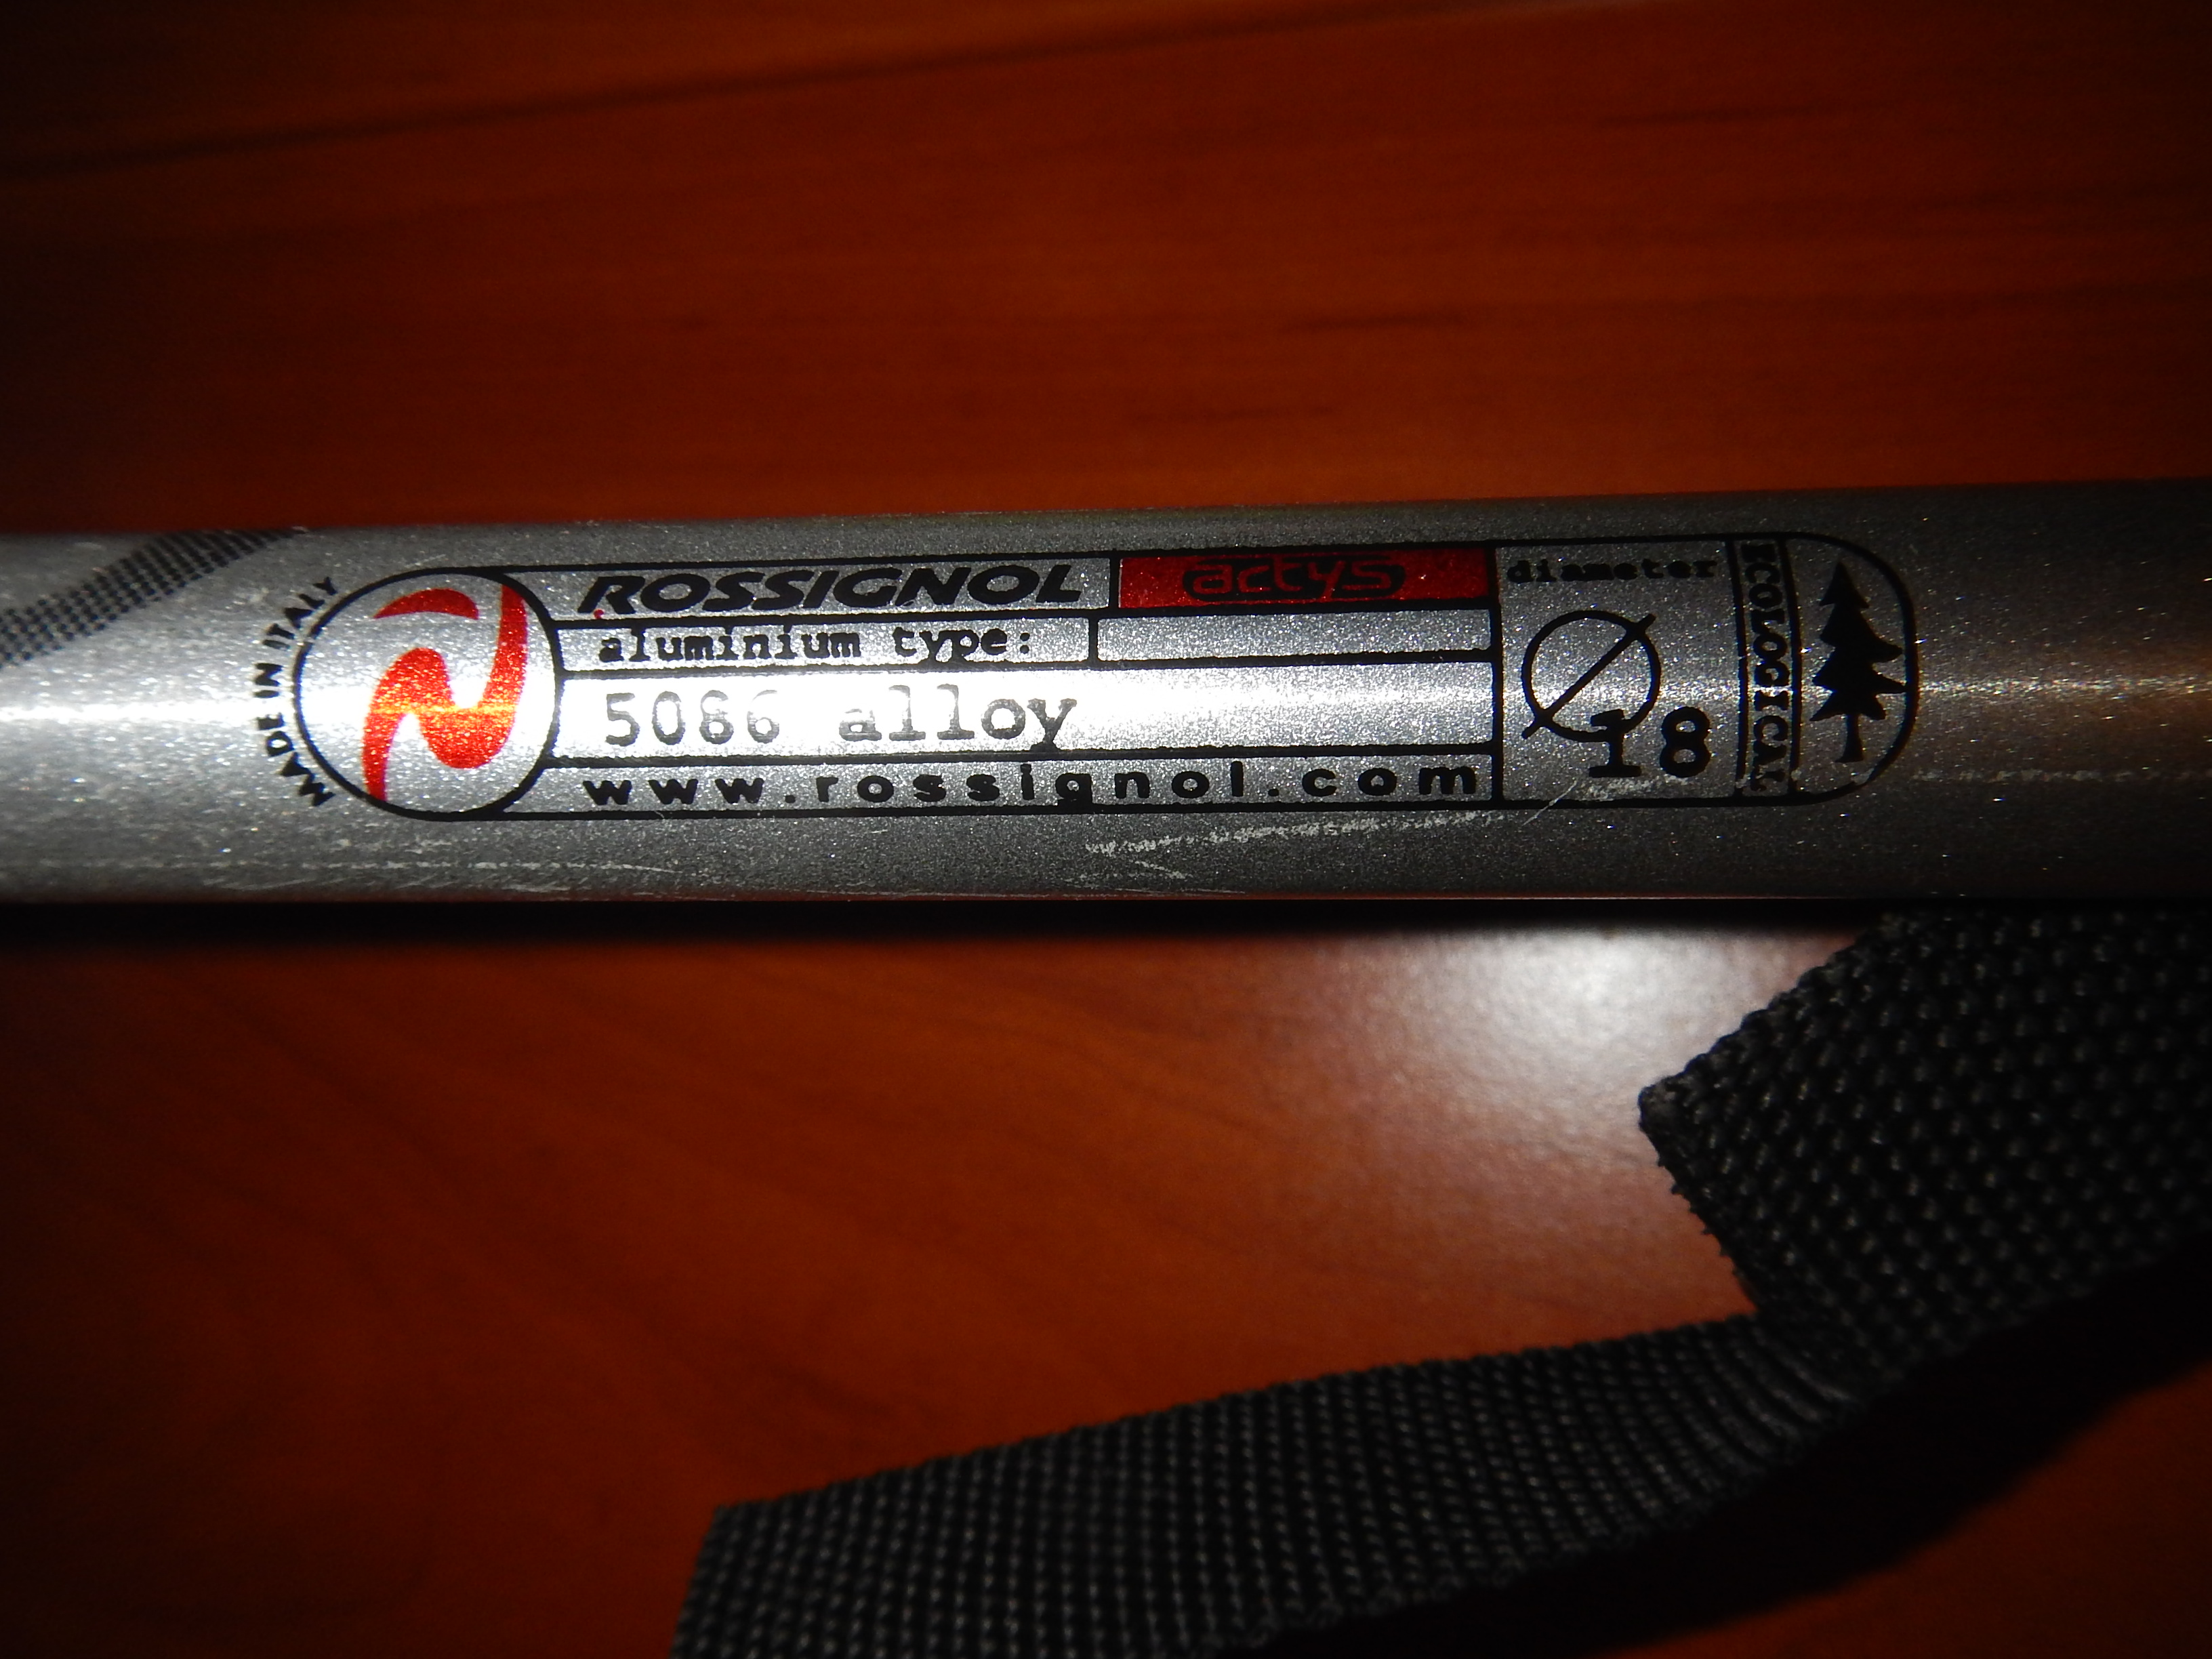 MADE IN ITALY
ROSSIGNOL
actys
aluminium type:
5086 alloy
www.rossignol.com
diameter
18
ECOLOGICAL